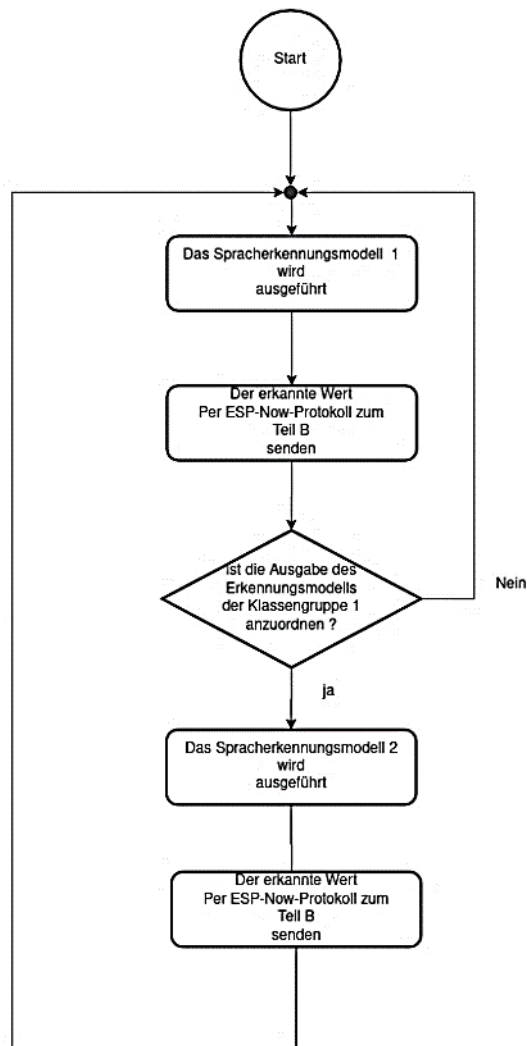 Start
Das Spracherkennungsmodell 1
wird
ausgeführt
Der erkannte Wert
Per ESP-Now-Protokoll zum
Teil B
senden
ist die Ausgabe des
Erkennungsmodells
der Klassengruppe 1
anzuordnen ?
Nein
ja
Das Spracherkennungsmodell 2
wird
ausgeführt
Der erkannte Wert
Per ESP-Now-Protokoll zum
Teil B
senden